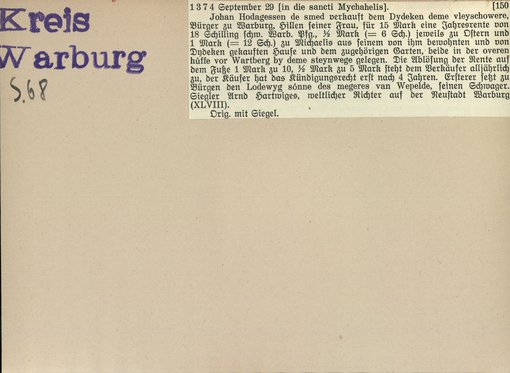 Kreis
Warburg
S. 68
1374 September 29 [in die sancti Mychahelis]. [150
Johan Hodagessen de smed verkauft dem Dydeken deme vleyschowere,
Bürger zu Warburg, Hillen seiner Frau, für 15 Mark eine Jahresrente von
18 Schilling schw. Warb. Pfg., ½ Mark (= 6 Sch.) jeweils zu Ostern und
1 Mark (= 12 Sch.) zu Michaelis aus seinem von ihm bewohnten und von
Dydeken gekauften Hause und dem zugehörigen Garten, beide in der overen
hüfte vor Wartberg by deme steynwege gelegen. Die Ablösung der Rente auf
dem Fuße 1 Mark zu 10, ½ Mark zu 5 Mark steht dem Verkäufer alljährlich
zu, der Käufer hat das Kündigungsrecht erst nach 4 Jahren. Ersterer setzt zu
Bürgen den Lodewyg sönne des megeres van Wepelde, seinen Schwager.
Siegler Arnd Hartwiges, weltlicher Richter auf der Neustadt Warburg
(XLVIII).
Orig. mit Siegel.